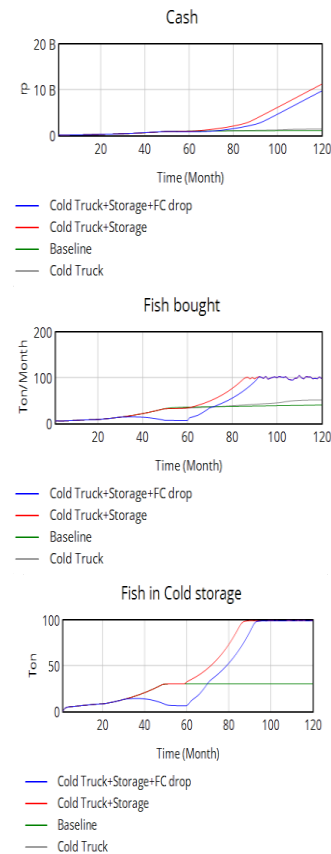 Cash
20 B
10 B
0
rp
20 40 60 80 100 120
Time (Month)
Cold Truck+Storage+FC drop
Cold Truck+Storage
Baseline
Cold Truck
Fish bought
200
100
0
Ton/Month
20 40 60 80 100 120
Time (Month)
Cold Truck+Storage+FC drop
Cold Truck+Storage
Baseline
Cold Truck
Fish in Cold storage
100
50
0
Ton
20 40 60 80 100 120
Time (Month)
Cold Truck+Storage+FC drop
Cold Truck+Storage
Baseline
Cold Truck